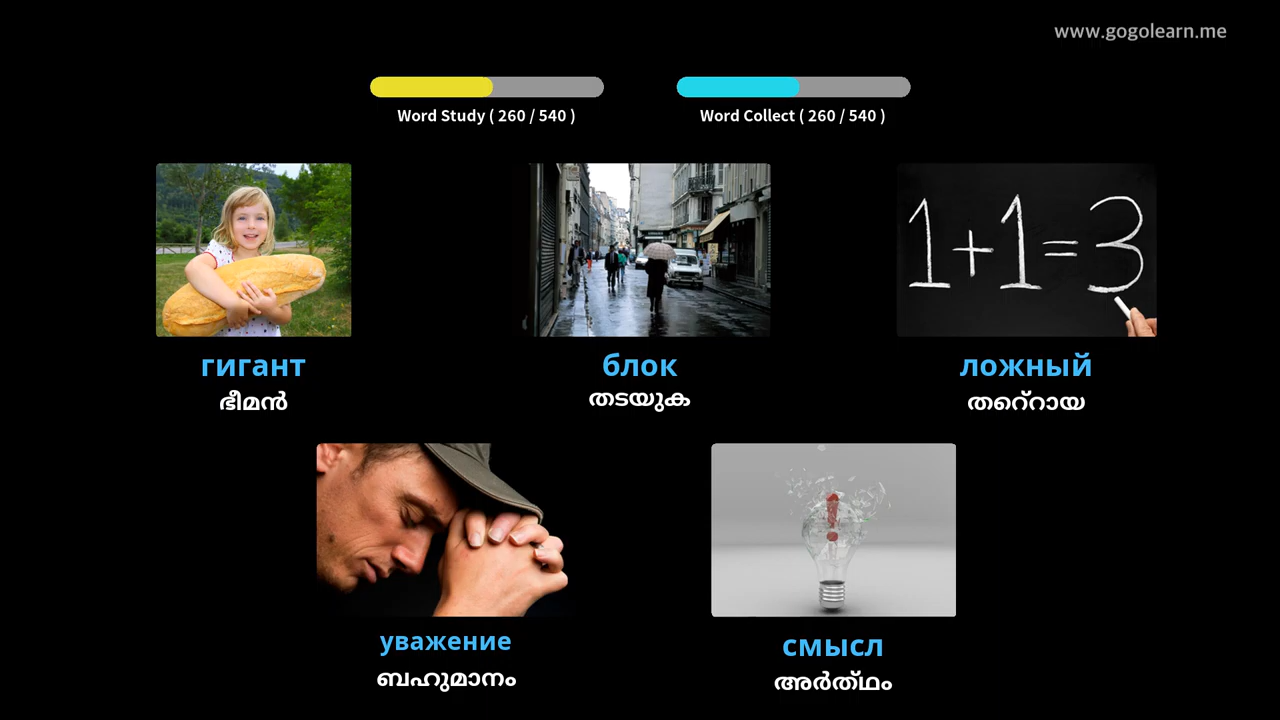 www.gogolearn.me
Word Study ( 260 / 540 )
Word Collect ( 260 / 540 )
1+1=3
гигант
ഭീമൻ
блок
തടയുക
ложный
തറ്റായ
уважение
ബഹുമാനം
!
смысл
അർത്ഥം